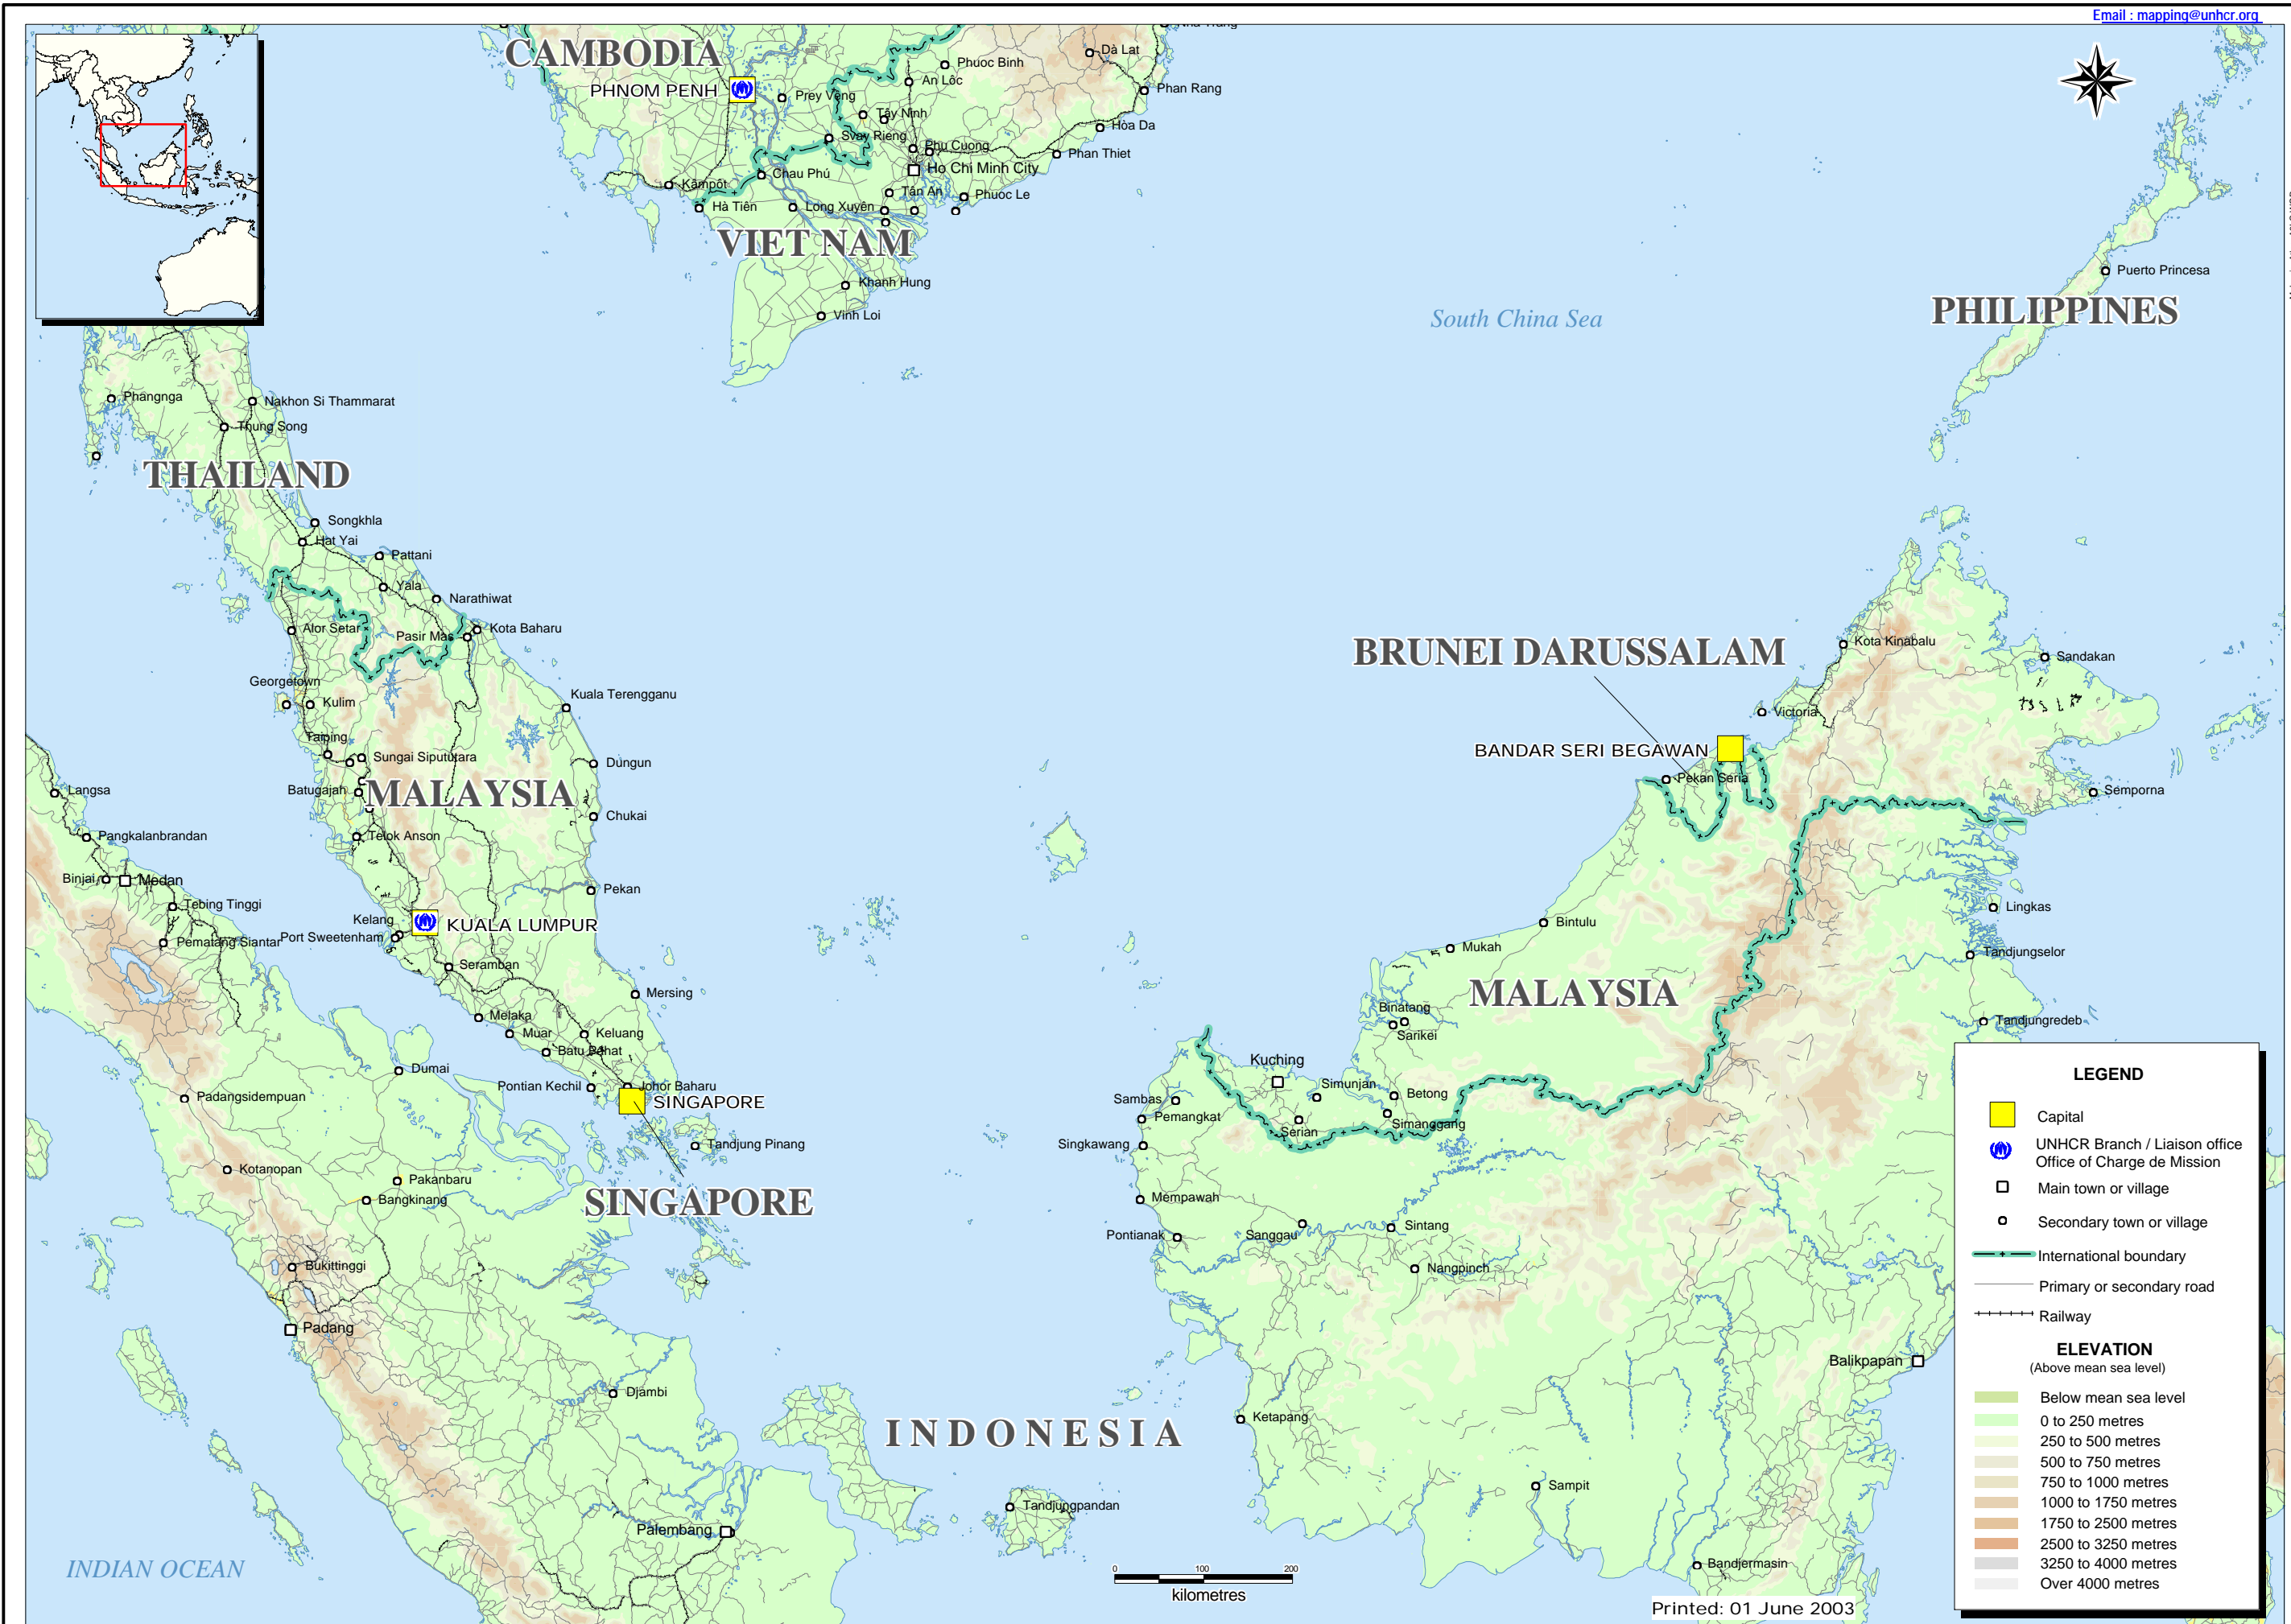 Email : mapping@unhcr.org
CAMBODIA
PHNOM PENH
Prey Veng
Phuoc Binh
An Lôc
Dà Lat
Phan Rang
Tây Ninh
Svay Rieng
Phu Cuong
Hòa Da
Phan Thiet
Ho Chi Minh City
Chau Phú
Kâmpôt
Hà Tiên
Long Xuyên
Tân An
Phuoc Le
VIET NAM
Khanh Hung
Vinh Loi
South China Sea
Puerto Princesa
PHILIPPINES
Phangnga
Nakhon Si Thammarat
Thung Song
THAILAND
Songkhla
Hat Yai
Pattani
Yala
Narathiwat
Alor Setar
Pasir Mas
Kota Baharu
Georgetown
Kulim
Kuala Terengganu
Taiping
Sungai Sipututara
Dungun
Batugajah
MALAYSIA
Chukai
Telok Anson
Langsa
Pangkalanbrandan
Binjai
Medan
Tebing Tinggi
Pematang Siantar
Pekan
Kelang
KUALA LUMPUR
Port Sweetenham
Seramban
Mersing
Melaka
Muar
Keluang
Batu Pahat
Dumai
Pontian Kechil
Johor Baharu
SINGAPORE
Padangsidempuan
Tandjung Pinang
Kotanopan
Pakanbaru
Bangkinang
SINGAPORE
Bukittinggi
Padang
Djambi
INDONESIA
Tandjungpandan
Palembang
INDIAN OCEAN
BRUNEI DARUSSALAM
Kota Kinabalu
Sandakan
Victoria
BANDAR SERI BEGAWAN
Pekan Seria
Semporna
Lingkas
Bintulu
Mukah
Tandjungselor
MALAYSIA
Binatang
Sarikei
Tandjungredeb
Kuching
Simunjan
Betong
Sambas
Pemangkat
Serian
Simanggang
Singkawang
Mempawah
Pontianak
Sanggau
Sintang
Nangpinch
Balikpapan
Ketapang
Sampit
Bandjermasin
0 100 200
kilometres
Printed: 01 June 2003
LEGEND
Capital
UNHCR Branch / Liaison office
Office of Charge de Mission
Main town or village
Secondary town or village
International boundary
Primary or secondary road
Railway
ELEVATION
(Above mean sea level)
Below mean sea level
0 to 250 metres
250 to 500 metres
500 to 750 metres
750 to 1000 metres
1000 to 1750 metres
1750 to 2500 metres
2500 to 3250 metres
3250 to 4000 metres
Over 4000 metres